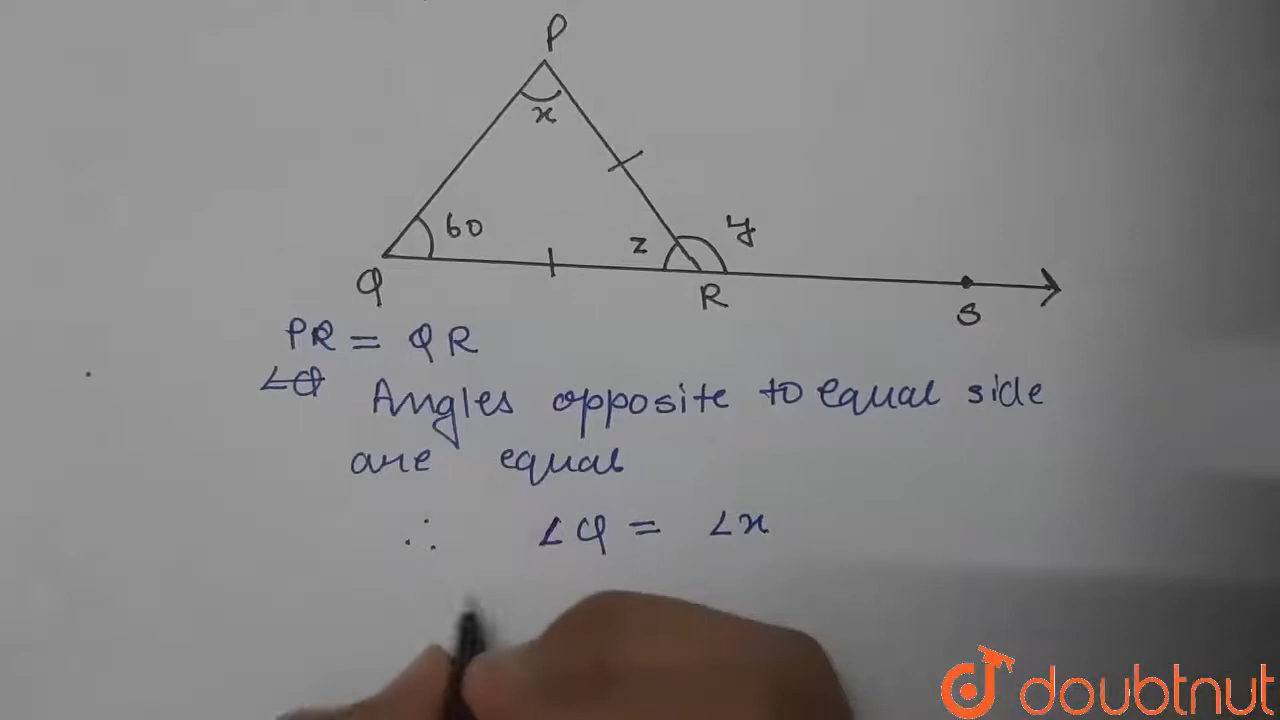 P
x
60
z
y
Q
R
S
PR = QR
∠Q Angles opposite to equal side
are equal
∴ ∠Q = ∠x
doubtnut